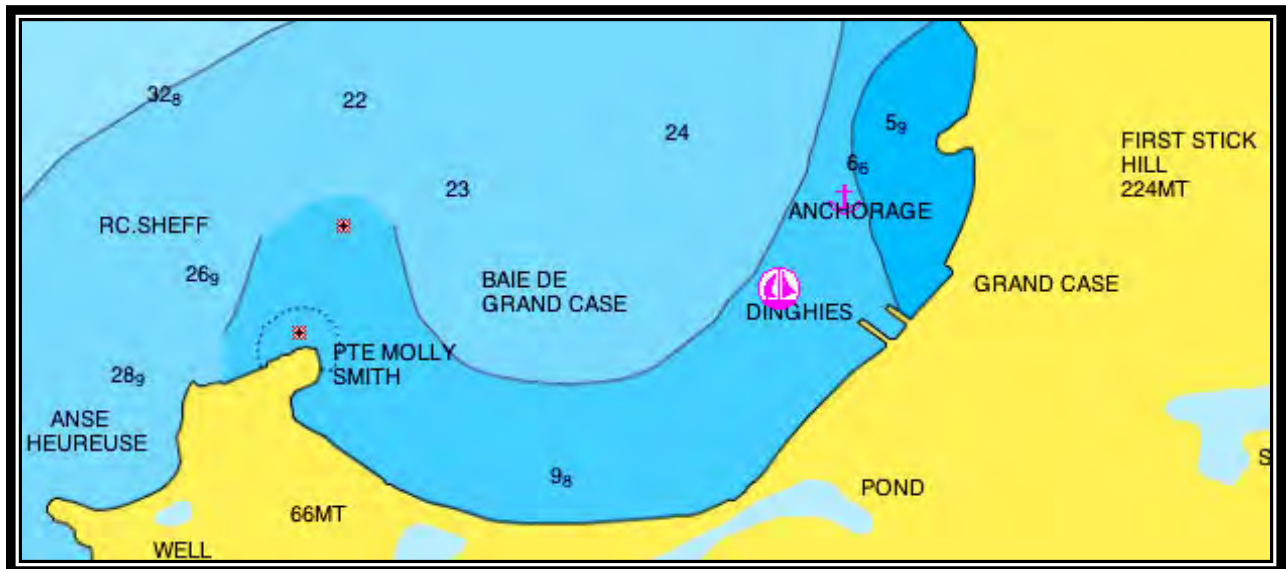 32₈
22
24
5₉
6₆
FIRST STICK
HILL
224MT
23
RC.SHEFF
ANCHORAGE
26₉
BAIE DE
GRAND CASE
GRAND CASE
DINGHIES
PTE MOLLY
SMITH
28₉
ANSE
HEUREUSE
9₈
S
POND
66MT
WELL